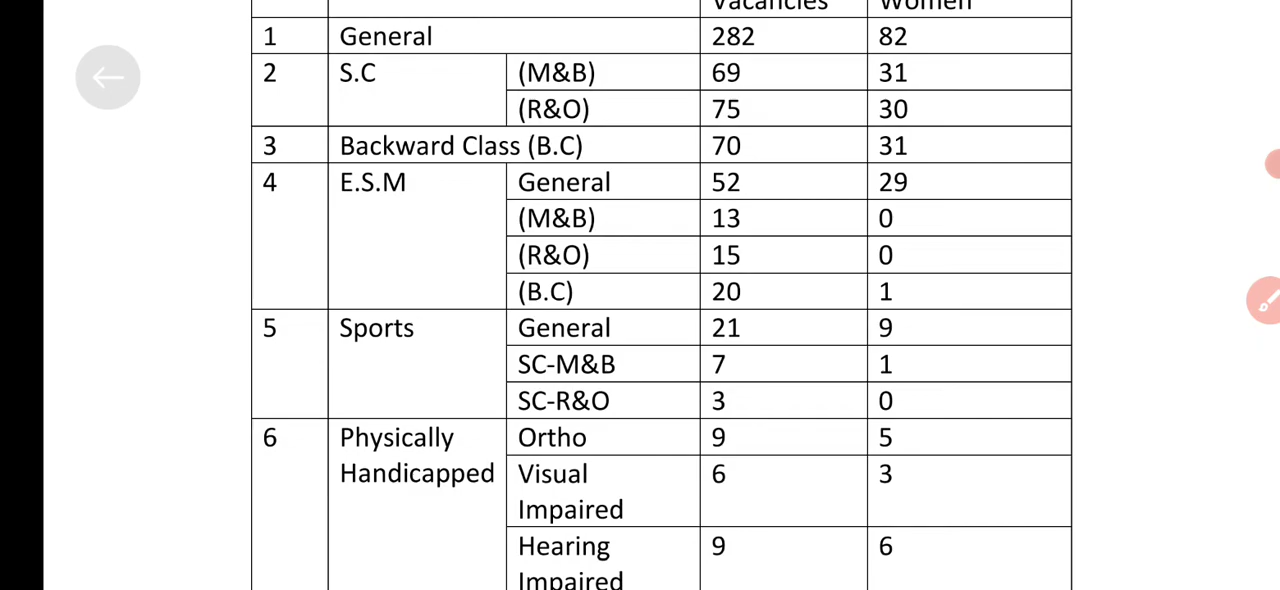 Vacancies Women
1 General 282 82
2 S.C (M&B) 69 31
(R&O) 75 30
3 Backward Class (B.C) 70 31
4 E.S.M General 52 29
(M&B) 13 0
(R&O) 15 0
(B.C) 20 1
5 Sports General 21 9
SC-M&B 7 1
SC-R&O 3 0
6 Physically Ortho 9 5
Handicapped Visual 6 3
Impaired
Hearing 9 6
Impaired